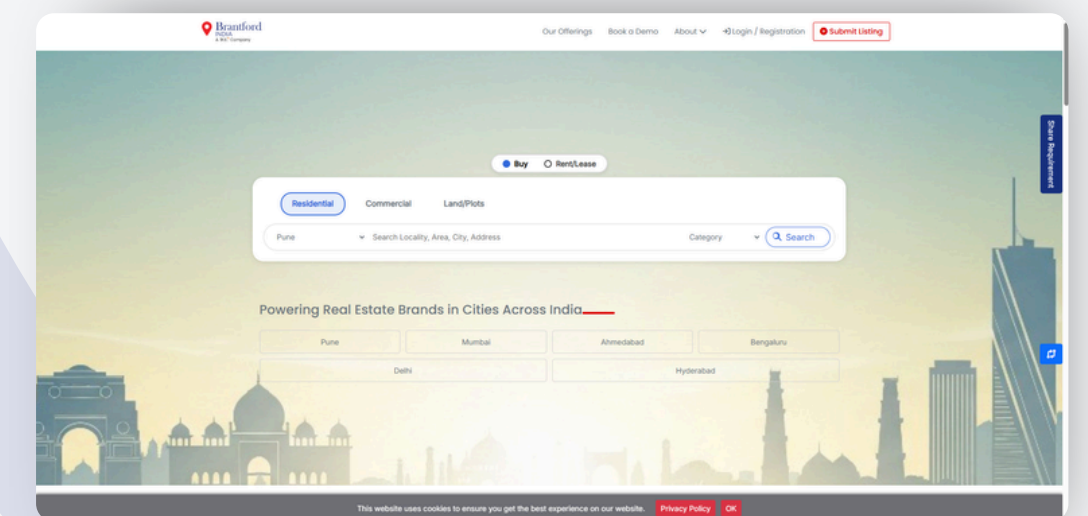 Brantford
INDIA
Our Offerings Book a Demo About Login / Registration Submit Listing
Share Requirement
Buy Rent/Lease
Residential Commercial Land/Plots
Pune Search Locality, Area, City, Address Category Search
Powering Real Estate Brands in Cities Across India
Pune Mumbai Ahmedabad Bengaluru
Delhi Hyderabad
This website uses cookies to ensure you get the best experience on our website. Privacy Policy OK